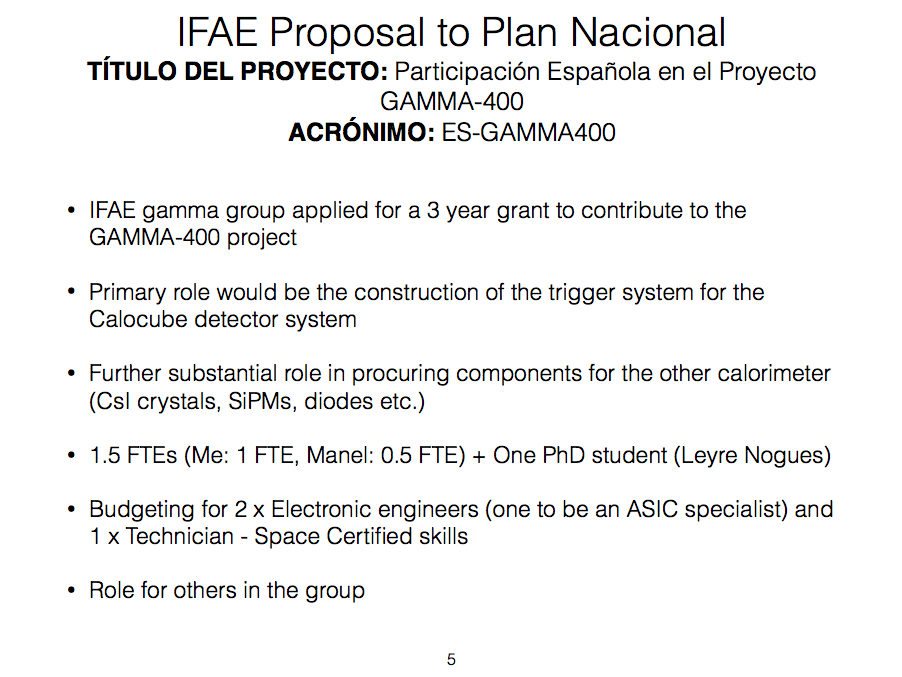 IFAE Proposal to Plan Nacional
TÍTULO DEL PROYECTO: Participación Española en el Proyecto
GAMMA-400
ACRÓNIMO: ES-GAMMA400
• IFAE gamma group applied for a 3 year grant to contribute to the
GAMMA-400 project
• Primary role would be the construction of the trigger system for the
Calocube detector system
• Further substantial role in procuring components for the other calorimeter
(CsI crystals, SiPMs, diodes etc.)
• 1.5 FTEs (Me: 1 FTE, Manel: 0.5 FTE) + One PhD student (Leyre Nogues)
• Budgeting for 2 x Electronic engineers (one to be an ASIC specialist) and
1 x Technician - Space Certified skills
• Role for others in the group
5